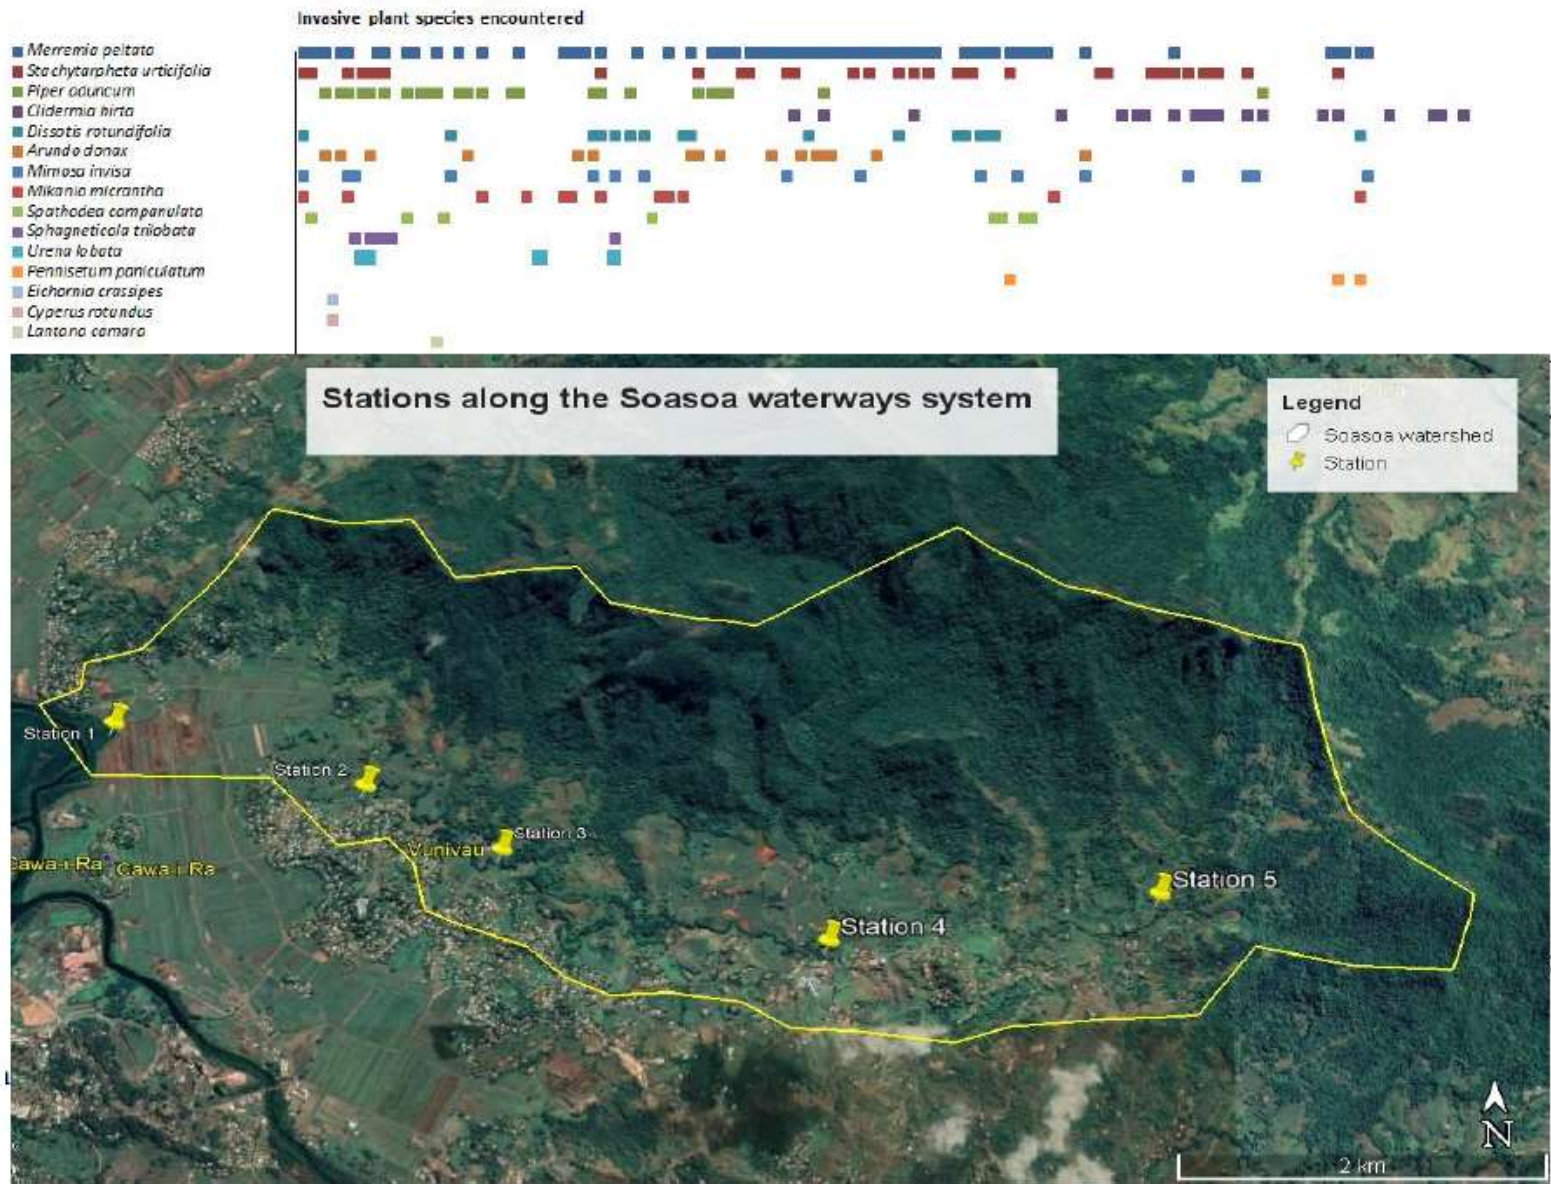 Invasive plant species encountered
Merremia peltata
Stachytarpheta urticifolia
Piper aduncum
Clidermia hirta
Dissotis rotundifolia
Arundo donax
Mimosa invisa
Mikania micrantha
Spathodea campanulata
Sphagneticola trilobata
Urena lobata
Pennisetum paniculatum
Eichornia crassipes
Cyperus rotundus
Lantana camara
Stations along the Soasoa waterways system
Legend
Soasoa watershed
Station
Station 1
Station 2
Station 3
Vunivau
cawa-i-Ra Cawa-i-Ra
Station 5
Station 4
N
2 km